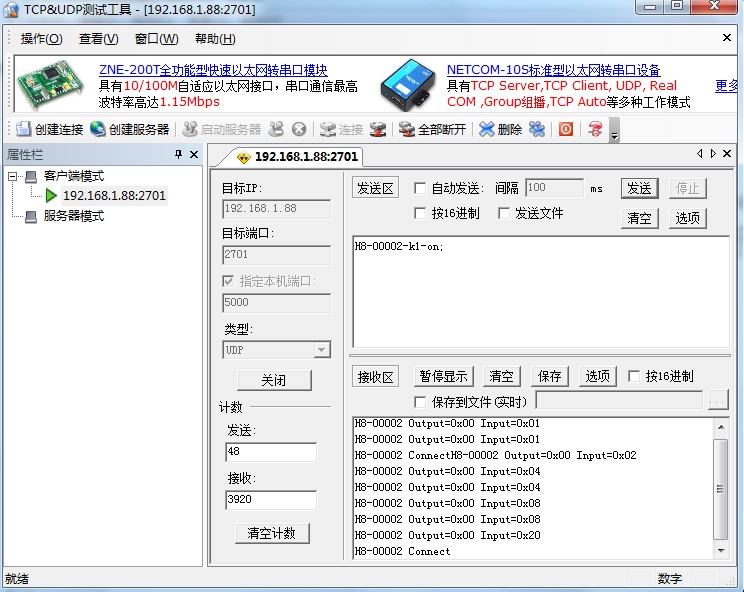 TCP&UDP测试工具 - [192.168.1.88:2701]
操作(O) 查看(V) 窗口(W) 帮助(H)
ZNE-200T全功能型快速以太网转串口模块
具有10/100M自适应以太网接口，串口通信最高
波特率高达1.15Mbps
NETCOM-10S标准型以太网转串口设备
具有TCP Server,TCP Client, UDP, Real
COM ,Group组播,TCP Auto等多种工作模式
更多
创建连接 创建服务器 启动服务器 连接 全部断开 删除
属性栏
客户端模式
192.168.1.88:2701
服务器模式
192.168.1.88:2701
目标IP:
192.168.1.88
目标端口:
2701
指定本机端口:
5000
类型:
UDP
关闭
计数
发送:
48
接收:
3920
清空计数
发送区 自动发送: 间隔 100 ms 发送 停止
按16进制 发送文件 清空 选项
H8-00002-k1-on;
接收区 暂停显示 清空 保存 选项 按16进制
保存到文件(实时) ...
H8-00002 Output=0x00 Input=0x01
H8-00002 Output=0x00 Input=0x01
H8-00002 ConnectH8-00002 Output=0x00 Input=0x02
H8-00002 Output=0x00 Input=0x04
H8-00002 Output=0x00 Input=0x04
H8-00002 Output=0x00 Input=0x08
H8-00002 Output=0x00 Input=0x08
H8-00002 Output=0x00 Input=0x20
H8-00002 Connect
就绪 数字